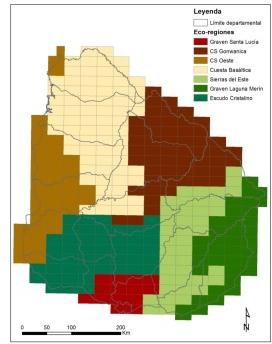 Leyenda
Límite departamental
Eco-regiones
Graven Santa Lucía
CS Gonwanica
CS Oeste
Cuesta Basáltica
Sierras del Este
Graven Laguna Merín
Escudo Cristalino
N
0 50 100 200
Km